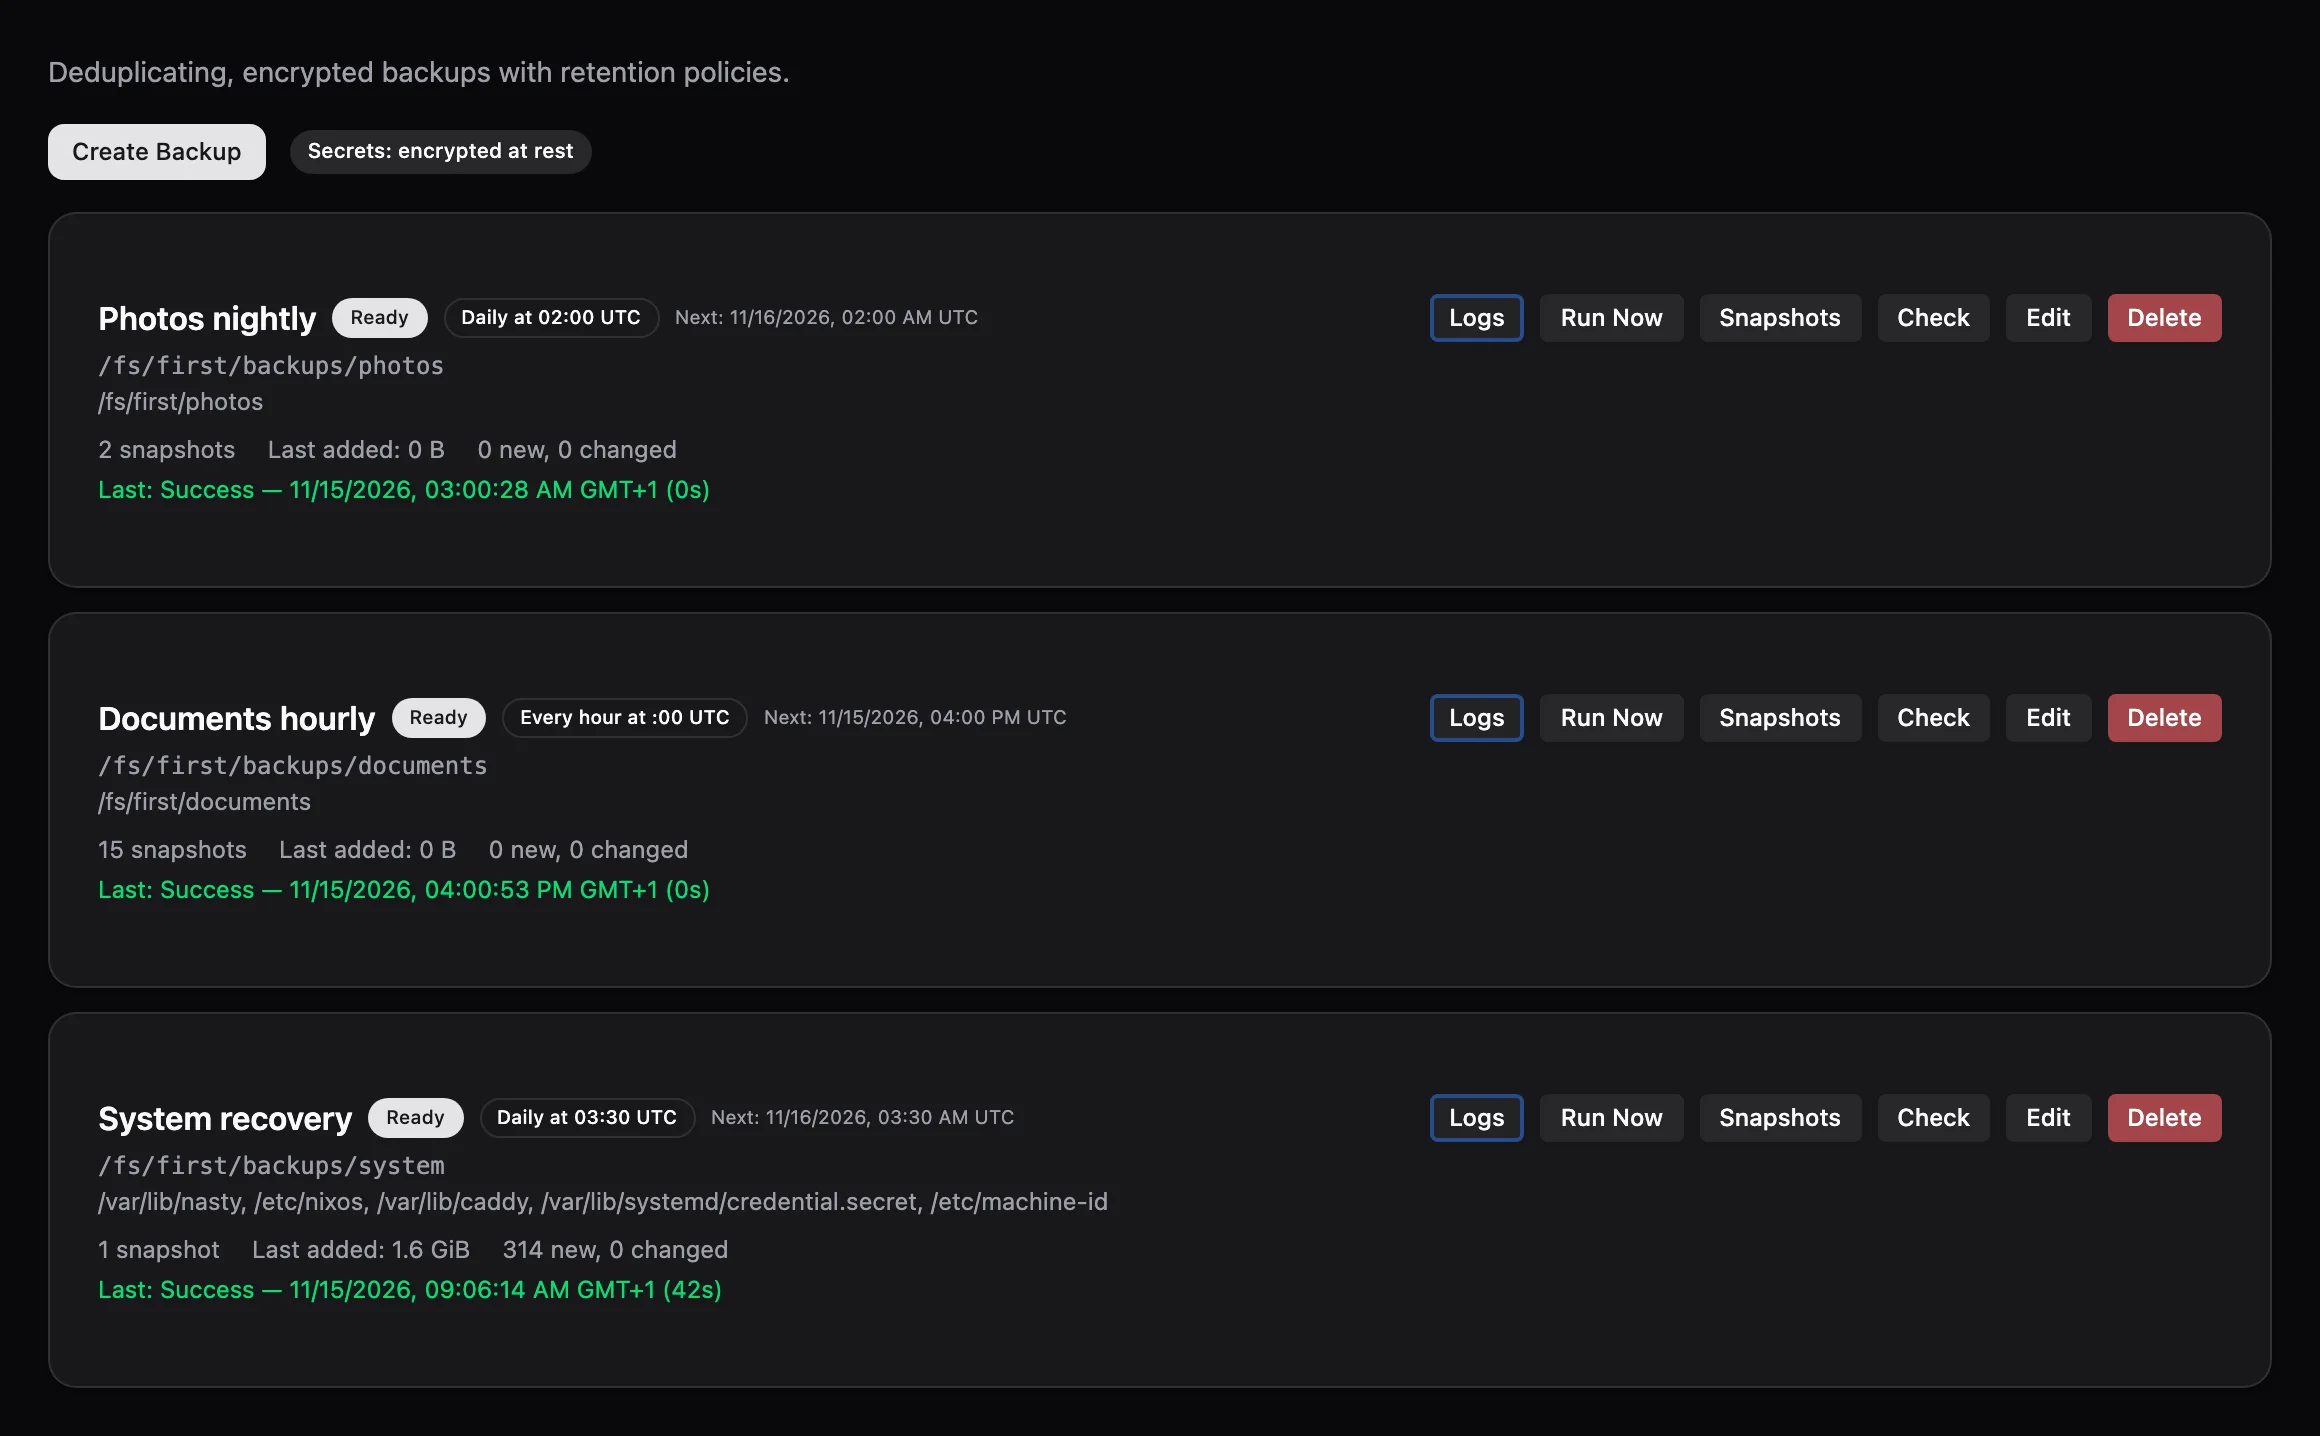 Deduplicating, encrypted backups with retention policies.
Create Backup Secrets: encrypted at rest
Photos nightly Ready Daily at 02:00 UTC Next: 11/16/2026, 02:00 AM UTC Logs Run Now Snapshots Check Edit Delete
/fs/first/backups/photos
/fs/first/photos
2 snapshots Last added: 0 B 0 new, 0 changed
Last: Success — 11/15/2026, 03:00:28 AM GMT+1 (0s)
Documents hourly Ready Every hour at :00 UTC Next: 11/15/2026, 04:00 PM UTC Logs Run Now Snapshots Check Edit Delete
/fs/first/backups/documents
/fs/first/documents
15 snapshots Last added: 0 B 0 new, 0 changed
Last: Success — 11/15/2026, 04:00:53 PM GMT+1 (0s)
System recovery Ready Daily at 03:30 UTC Next: 11/16/2026, 03:30 AM UTC Logs Run Now Snapshots Check Edit Delete
/fs/first/backups/system
/var/lib/nasty, /etc/nixos, /var/lib/caddy, /var/lib/systemd/credential.secret, /etc/machine-id
1 snapshot Last added: 1.6 GiB 314 new, 0 changed
Last: Success — 11/15/2026, 09:06:14 AM GMT+1 (42s)